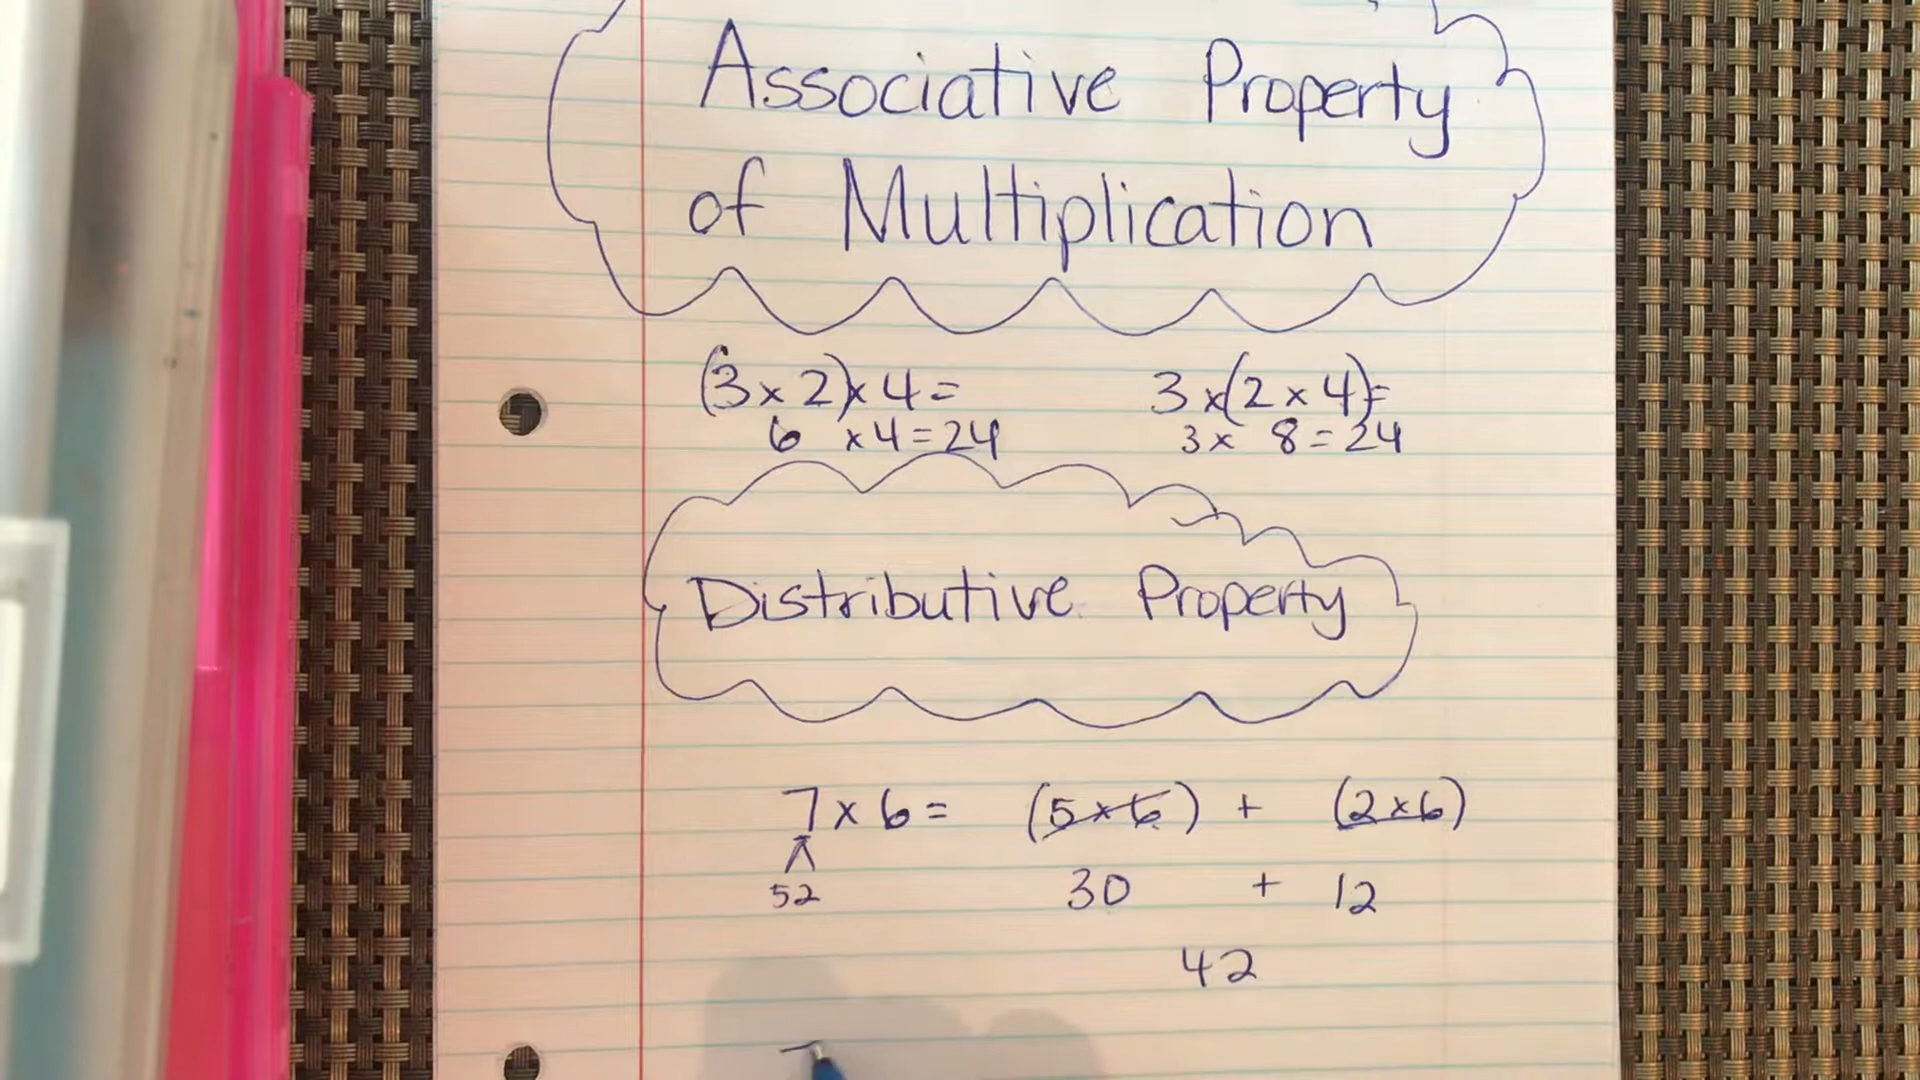 Associative Property
of Multiplication
(3 x 2) x 4 = 3 x (2 x 4) =
6 x 4 = 24 3 x 8 = 24
Distributive Property
7 x 6 = (5 x 6) + (2 x 6)
52 30 + 12
42